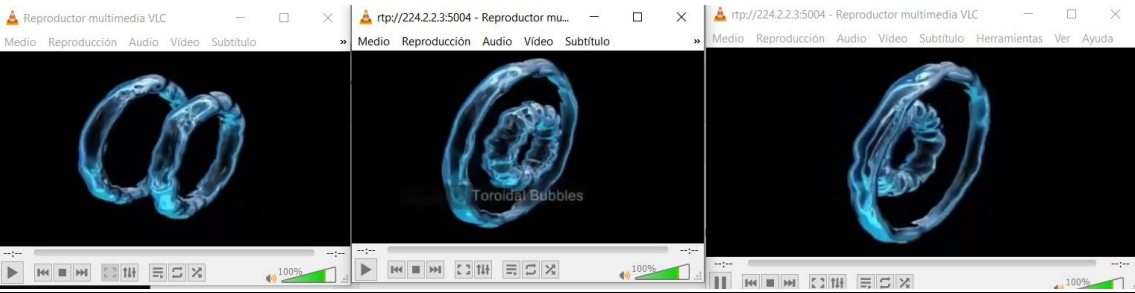 Reproductor multimedia VLC
Medio Reproducción Audio Vídeo Subtítulo »
--:-- --:--
100%
rtp://224.2.2.3:5004 - Reproductor mu...
Medio Reproducción Audio Vídeo Subtítulo »
Toroidal Bubbles
--:-- --:--
100%
rtp://224.2.2.3:5004 - Reproductor multimedia VLC
Medio Reproducción Audio Vídeo Subtítulo Herramientas Ver Ayuda
--:-- --:--
100%